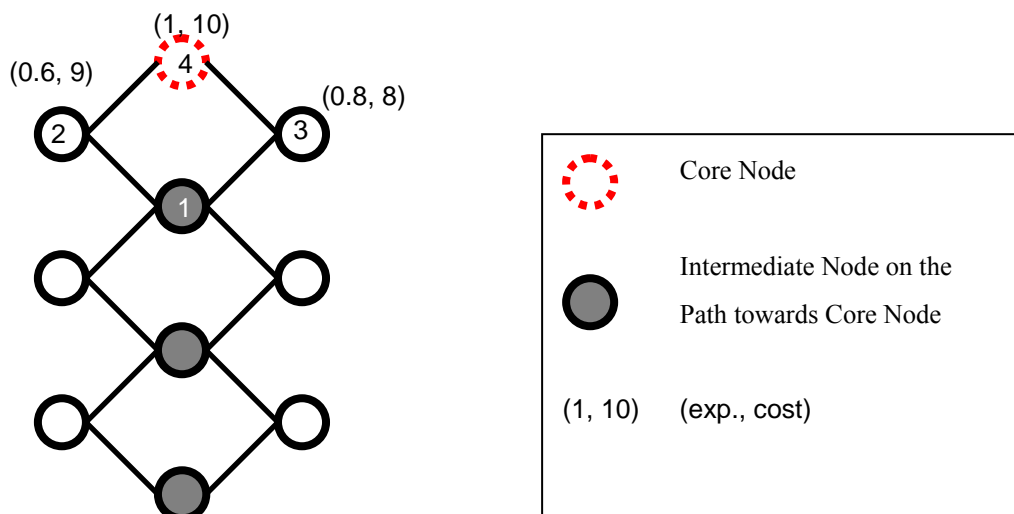 (1, 10)
4
(0.6, 9)
(0.8, 8)
2
3
1
Core Node
Intermediate Node on the
Path towards Core Node
(1, 10) (exp., cost)